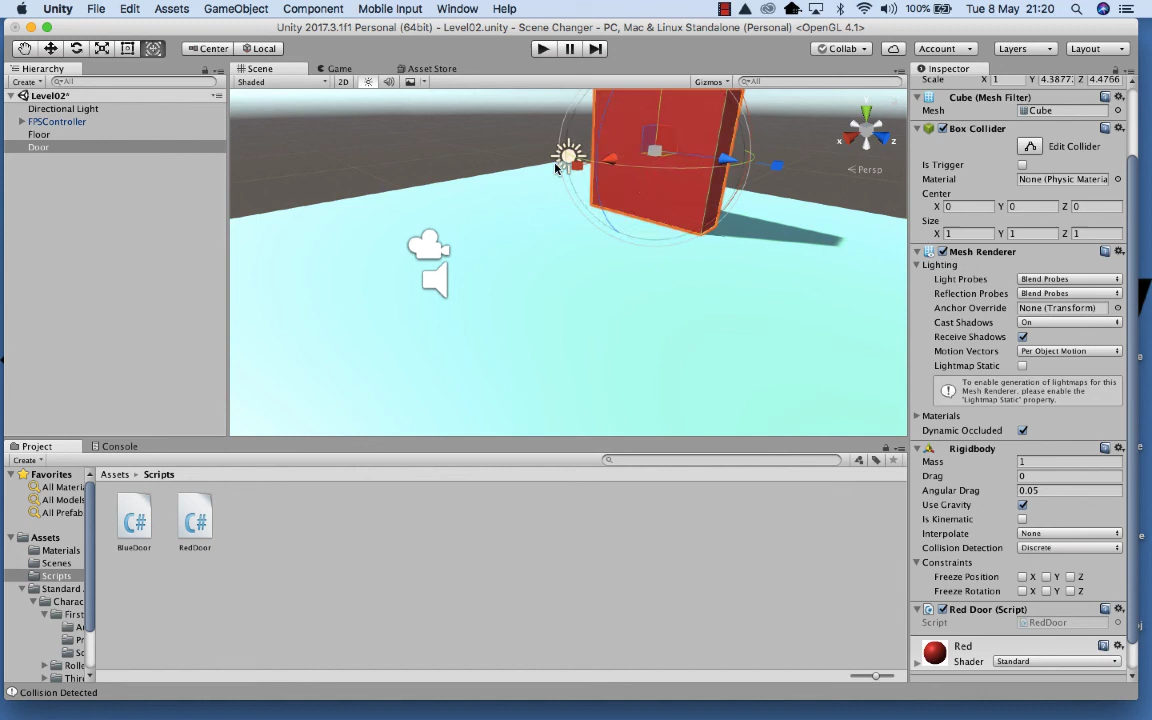 Unity File Edit Assets GameObject Component Mobile Input Window Help 100% Tue 8 May 21:20
Unity 2017.3.1f1 Personal (64bit) - Level02.unity - Scene Changer - PC, Mac & Linux Standalone (Personal) <OpenGL 4.1>
Center Local Collab Account Layers Layout
Hierarchy
Create All
Level02*
Directional Light
FPSController
Floor
Door
Scene Game Asset Store
Shaded 2D Gizmos All
y
x z
Persp
Inspector
Scale X 1 Y 4.3877 Z 4.4766
Cube (Mesh Filter)
Mesh Cube
Box Collider
Edit Collider
Is Trigger
Material None (Physic Materia
Center
X 0 Y 0 Z 0
Size
X 1 Y 1 Z 1
Mesh Renderer
Lighting
Light Probes Blend Probes
Reflection Probes Blend Probes
Anchor Override None (Transform)
Cast Shadows On
Receive Shadows
Motion Vectors Per Object Motion
Lightmap Static
To enable generation of lightmaps for this
Mesh Renderer, please enable the
'Lightmap Static' property.
Materials
Dynamic Occluded
Rigidbody
Mass 1
Drag 0
Angular Drag 0.05
Use Gravity
Is Kinematic
Interpolate None
Collision Detection Discrete
Constraints
Freeze Position X Y Z
Freeze Rotation X Y Z
Red Door (Script)
Script RedDoor
Red
Shader Standard
Project Console
Create
Favorites
All Materi
All Models
All Prefab
Assets
Materials
Scenes
Scripts
Standard
Charac
First
A
Pr
Sc
Rolle
Third
Assets Scripts
C# C#
BlueDoor RedDoor
Collision Detected